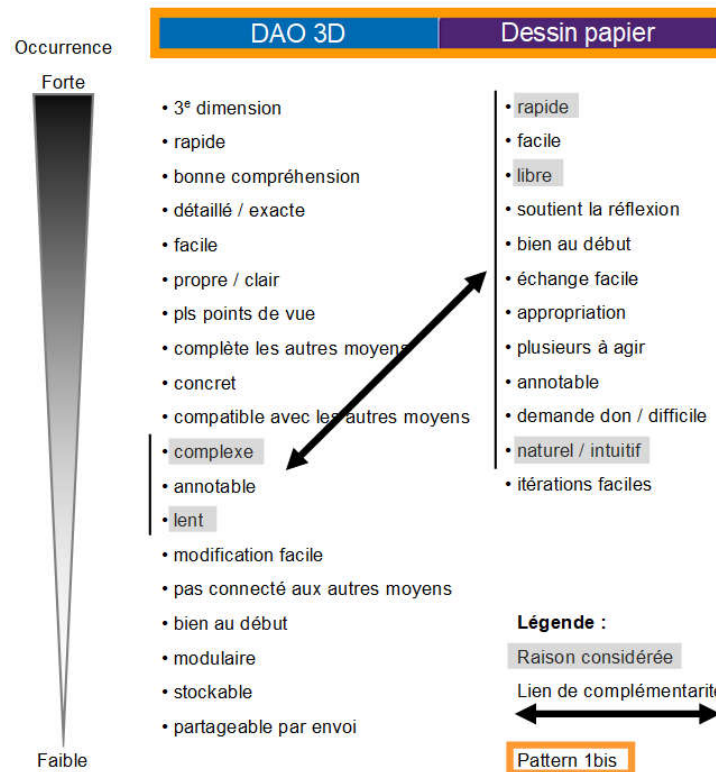 Occurrence
DAO 3D
Dessin papier
Forte
• 3e dimension
• rapide
• bonne compréhension
• détaillé / exacte
• facile
• propre / clair
• pls points de vue
• complète les autres moyens
• concret
• compatible avec les autres moyens
• complexe
• annotable
• lent
• modification facile
• pas connecté aux autres moyens
• bien au début
• modulaire
• stockable
• partageable par envoi
• rapide
• facile
• libre
• soutient la réflexion
• bien au début
• échange facile
• appropriation
• plusieurs à agir
• annotable
• demande don / difficile
• naturel / intuitif
• itérations faciles
Légende :
Raison considérée
Lien de complémentarité
Pattern 1bis
Faible